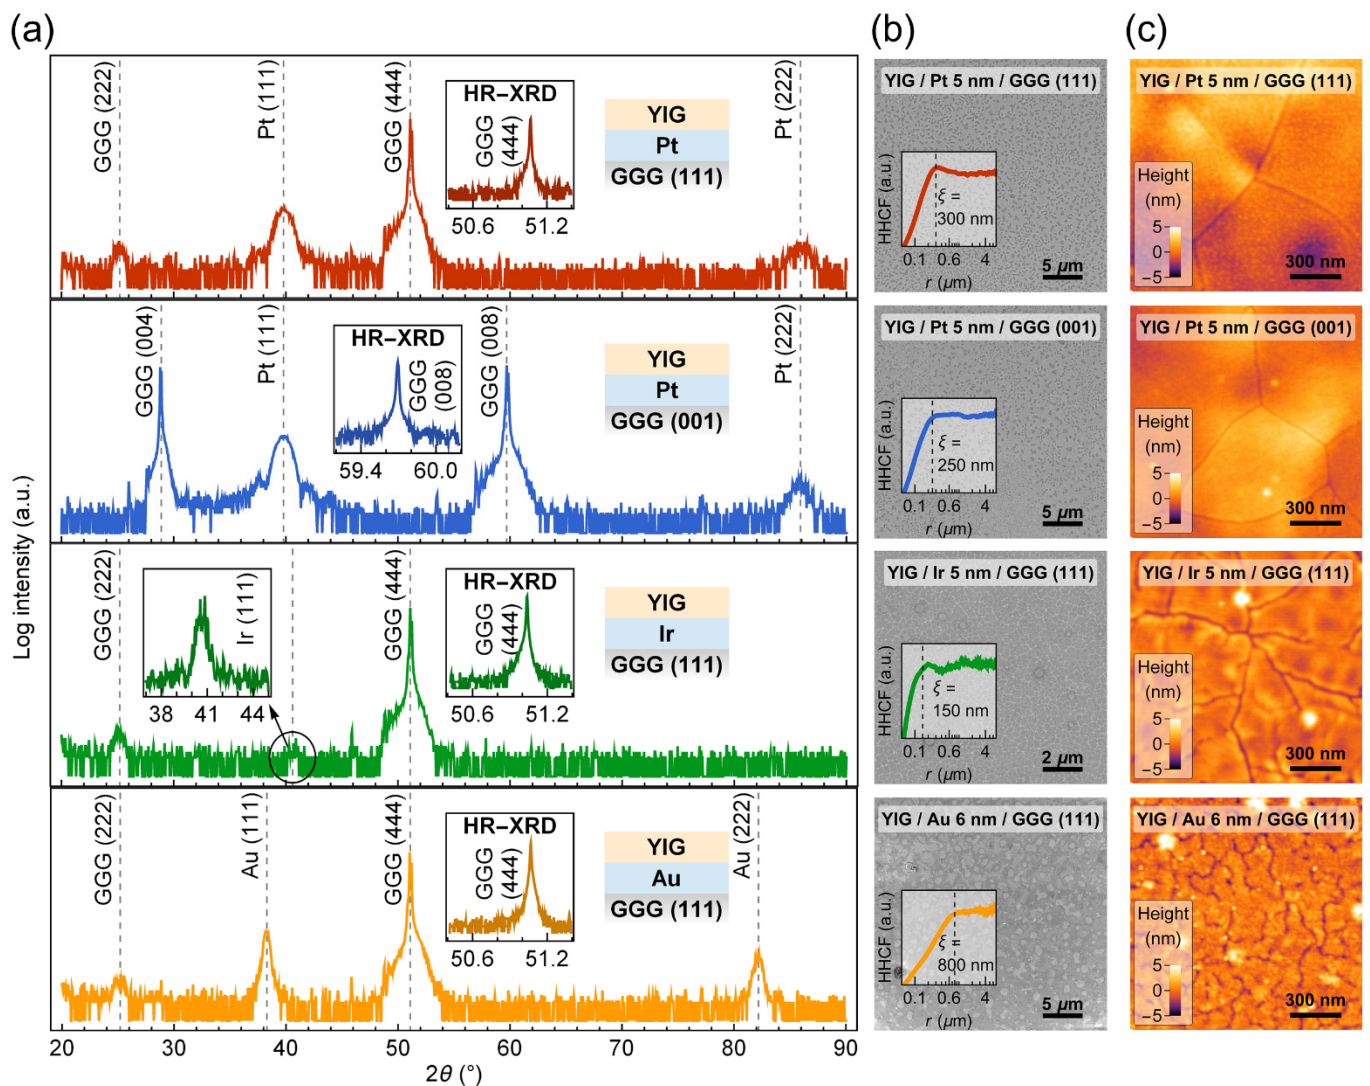 (a)
Log intensity (a.u.)
GGG (222)
Pt (111)
GGG (444)
HR−XRD
GGG
(444)
50.6 51.2
YIG
Pt
GGG (111)
Pt (222)
GGG (004)
Pt (111)
HR−XRD
GGG
(008)
59.4 60.0
GGG (008)
YIG
Pt
GGG (001)
Pt (222)
GGG (222)
Ir (111)
38 41 44
GGG (444)
HR−XRD
GGG
(444)
50.6 51.2
YIG
Ir
GGG (111)
GGG (222)
Au (111)
GGG (444)
HR−XRD
GGG
(444)
50.6 51.2
YIG
Au
GGG (111)
Au (222)
20 30 40 50 60 70 80 90
2θ (°)
(b)
YIG / Pt 5 nm / GGG (111)
HHCF (a.u.)
ξ =
300 nm
0.1 0.6 4
r (μm)
5 μm
YIG / Pt 5 nm / GGG (001)
HHCF (a.u.)
ξ =
250 nm
0.1 0.6 4
r (μm)
5 μm
YIG / Ir 5 nm / GGG (111)
HHCF (a.u.)
ξ =
150 nm
0.1 0.6 4
r (μm)
2 μm
YIG / Au 6 nm / GGG (111)
HHCF (a.u.)
ξ =
800 nm
0.1 0.6 4
r (μm)
5 μm
(c)
YIG / Pt 5 nm / GGG (111)
Height
(nm)
5
0
−5
300 nm
YIG / Pt 5 nm / GGG (001)
Height
(nm)
5
0
−5
300 nm
YIG / Ir 5 nm / GGG (111)
Height
(nm)
5
0
−5
300 nm
YIG / Au 6 nm / GGG (111)
Height
(nm)
5
0
−5
300 nm